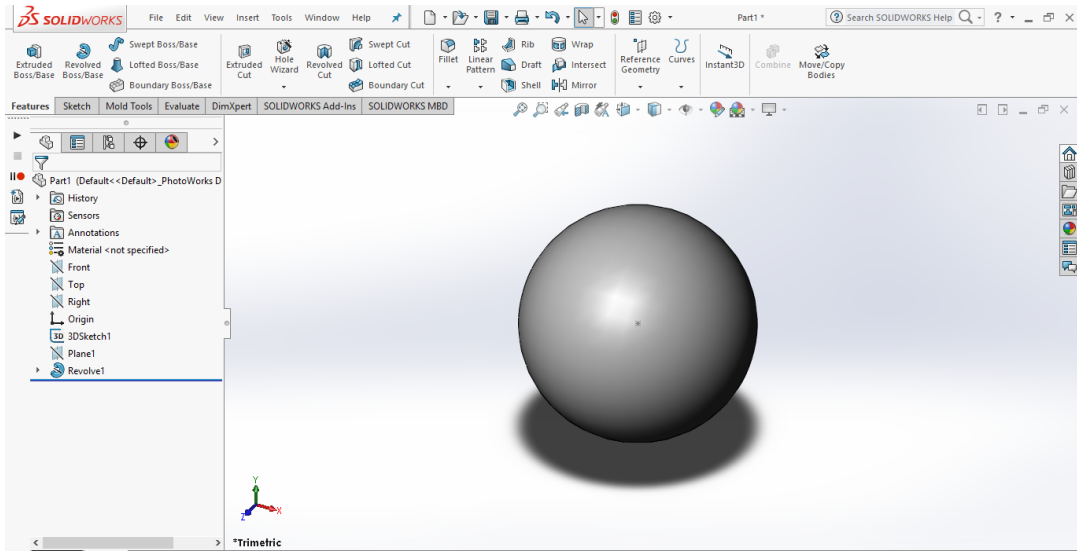 SOLIDWORKS File Edit View Insert Tools Window Help Part1 * Search SOLIDWORKS Help
Extruded Boss/Base
Revolved Boss/Base
Swept Boss/Base
Lofted Boss/Base
Boundary Boss/Base
Extruded Cut
Hole Wizard
Revolved Cut
Swept Cut
Lofted Cut
Boundary Cut
Fillet
Linear Pattern
Rib
Draft
Shell
Wrap
Intersect
Mirror
Reference Geometry
Curves
Instant3D
Combine
Move/Copy Bodies
Features Sketch Mold Tools Evaluate DimXpert SOLIDWORKS Add-Ins SOLIDWORKS MBD
Part1 (Default<<Default>_PhotoWorks D
History
Sensors
A Annotations
Material <not specified>
Front
Top
Right
Origin
3D 3DSketch1
Plane1
Revolve1
Y
Z X
*Trimetric